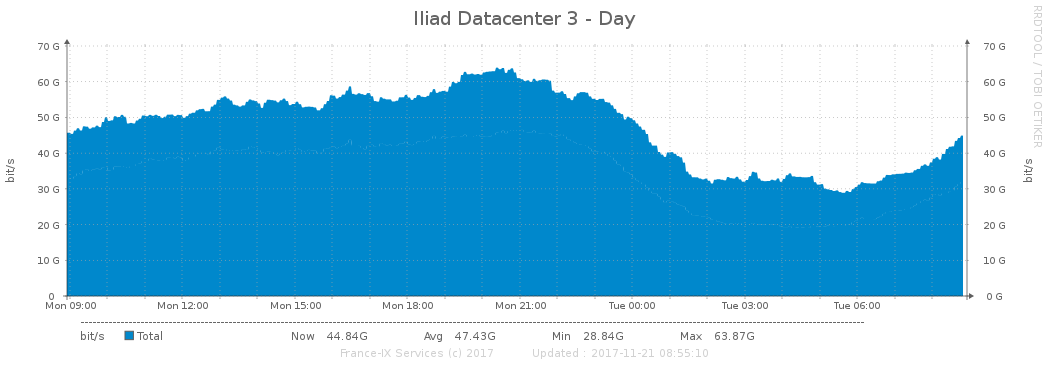 Iliad Datacenter 3 - Day
RRDTOOL / TOBI OETIKER
bit/s
70 G
60 G
50 G
40 G
30 G
20 G
10 G
0
70 G
60 G
50 G
40 G
30 G
20 G
10 G
0 G
bit/s
Mon 09:00 Mon 12:00 Mon 15:00 Mon 18:00 Mon 21:00 Tue 00:00 Tue 03:00 Tue 06:00
bit/s Total Now 44.84G Avg 47.43G Min 28.84G Max 63.87G
France-IX Services (c) 2017 Updated : 2017-11-21 08:55:10